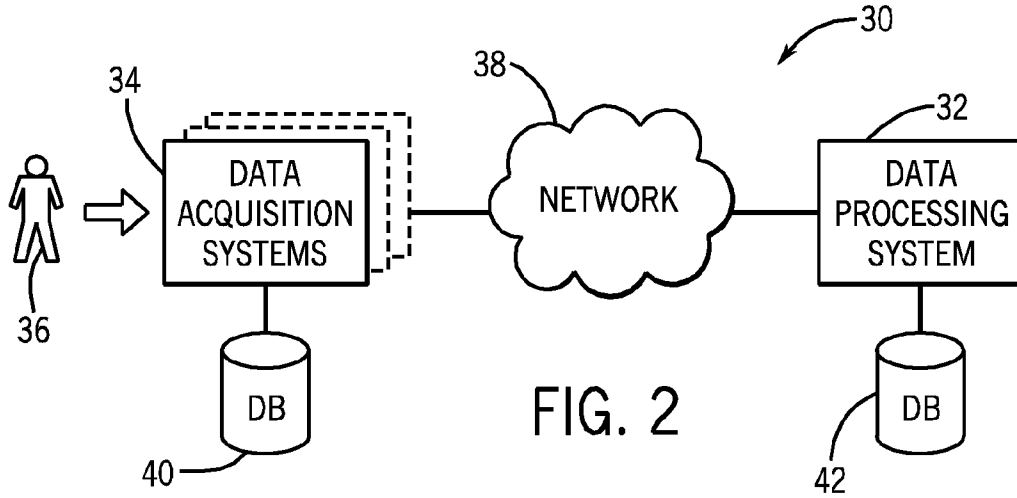 30
34
38
32
DATA
ACQUISITION
SYSTEMS
NETWORK
DATA
PROCESSING
SYSTEM
36
DB
DB
FIG. 2
40
42